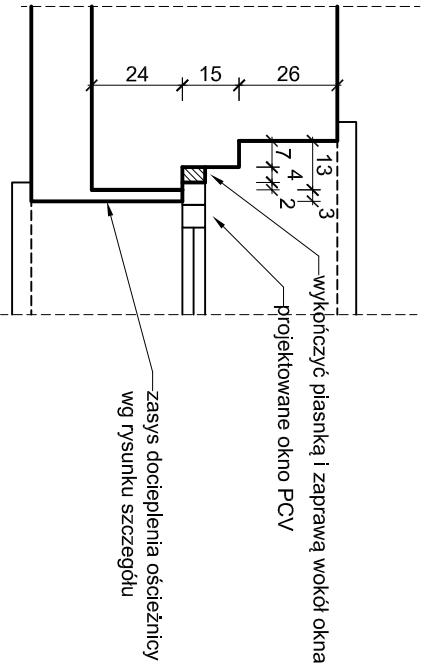 24 15 26
7 4 2
13 3
wykończyć piasnką i zaprawą wokół okna
projektowane okno PCV
zasys docieplenia ościeżnicy
wg rysunku szczegółu